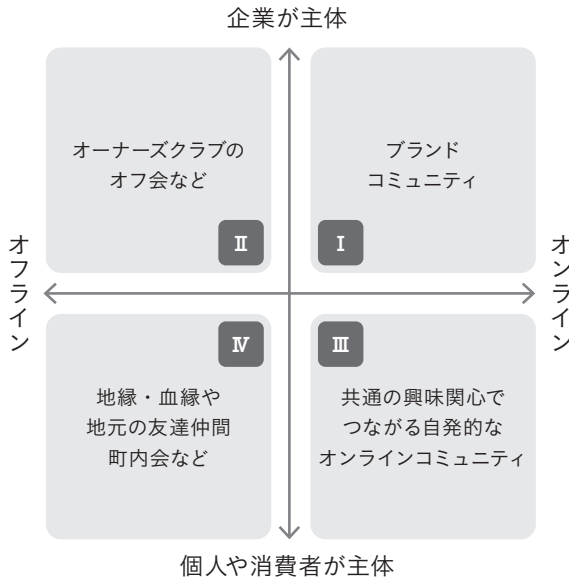 企業が主体
オーナーズクラブの
オフ会など
Ⅱ
ブランド
コミュニティ
Ⅰ
オフライン
オンライン
Ⅳ
地縁・血縁や
地元の友達仲間
町内会など
Ⅲ
共通の興味関心で
つながる自発的な
オンラインコミュニティ
個人や消費者が主体